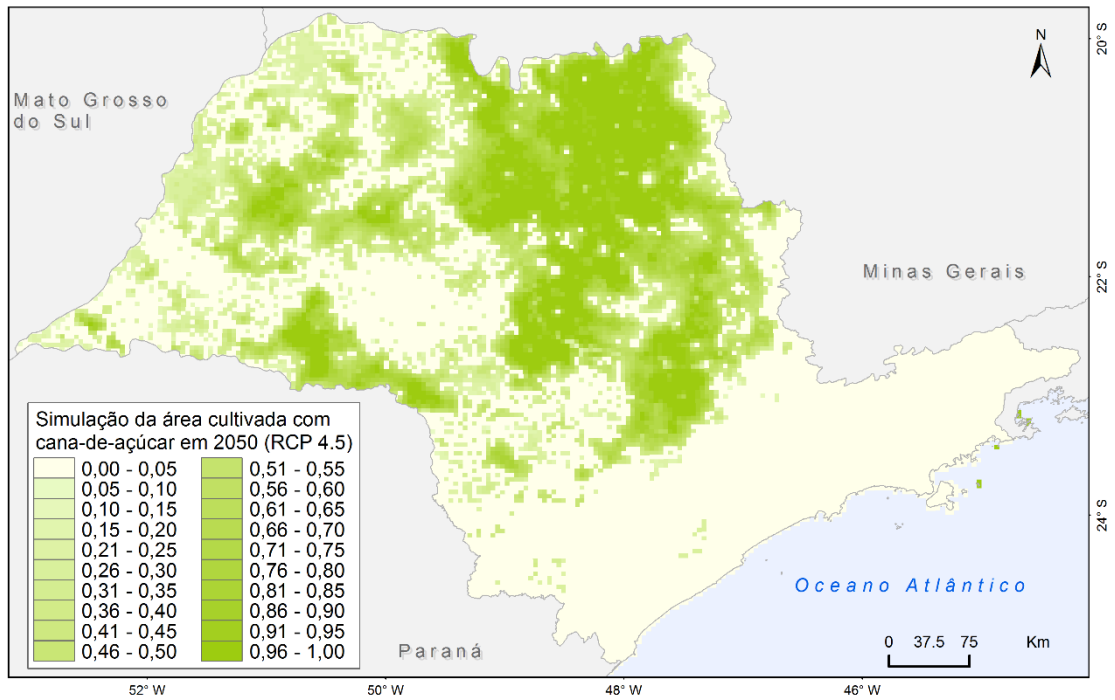 20° S
N
Mato Grosso
do Sul
22° S
Minas Gerais
Simulação da área cultivada com
cana-de-açúcar em 2050 (RCP 4.5)
0,00 - 0,05
0,05 - 0,10
0,10 - 0,15
0,15 - 0,20
0,21 - 0,25
0,26 - 0,30
0,31 - 0,35
0,36 - 0,40
0,41 - 0,45
0,46 - 0,50
0,51 - 0,55
0,56 - 0,60
0,61 - 0,65
0,66 - 0,70
0,71 - 0,75
0,76 - 0,80
0,81 - 0,85
0,86 - 0,90
0,91 - 0,95
0,96 - 1,00
24° S
Oceano Atlântico
Paraná
0 37.5 75 Km
52° W 50° W 48° W 46° W